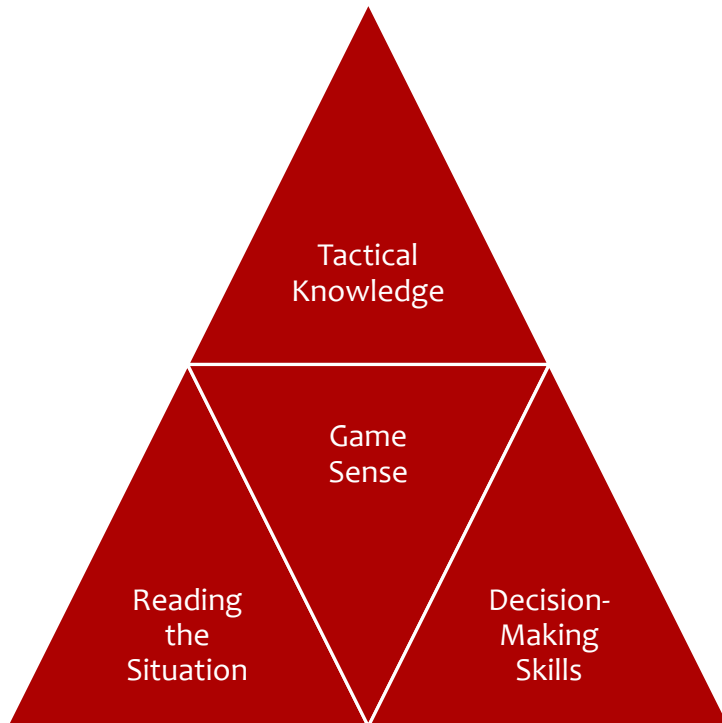 Tactical
Knowledge
Game
Sense
Reading
the
Situation
Decision-
Making
Skills